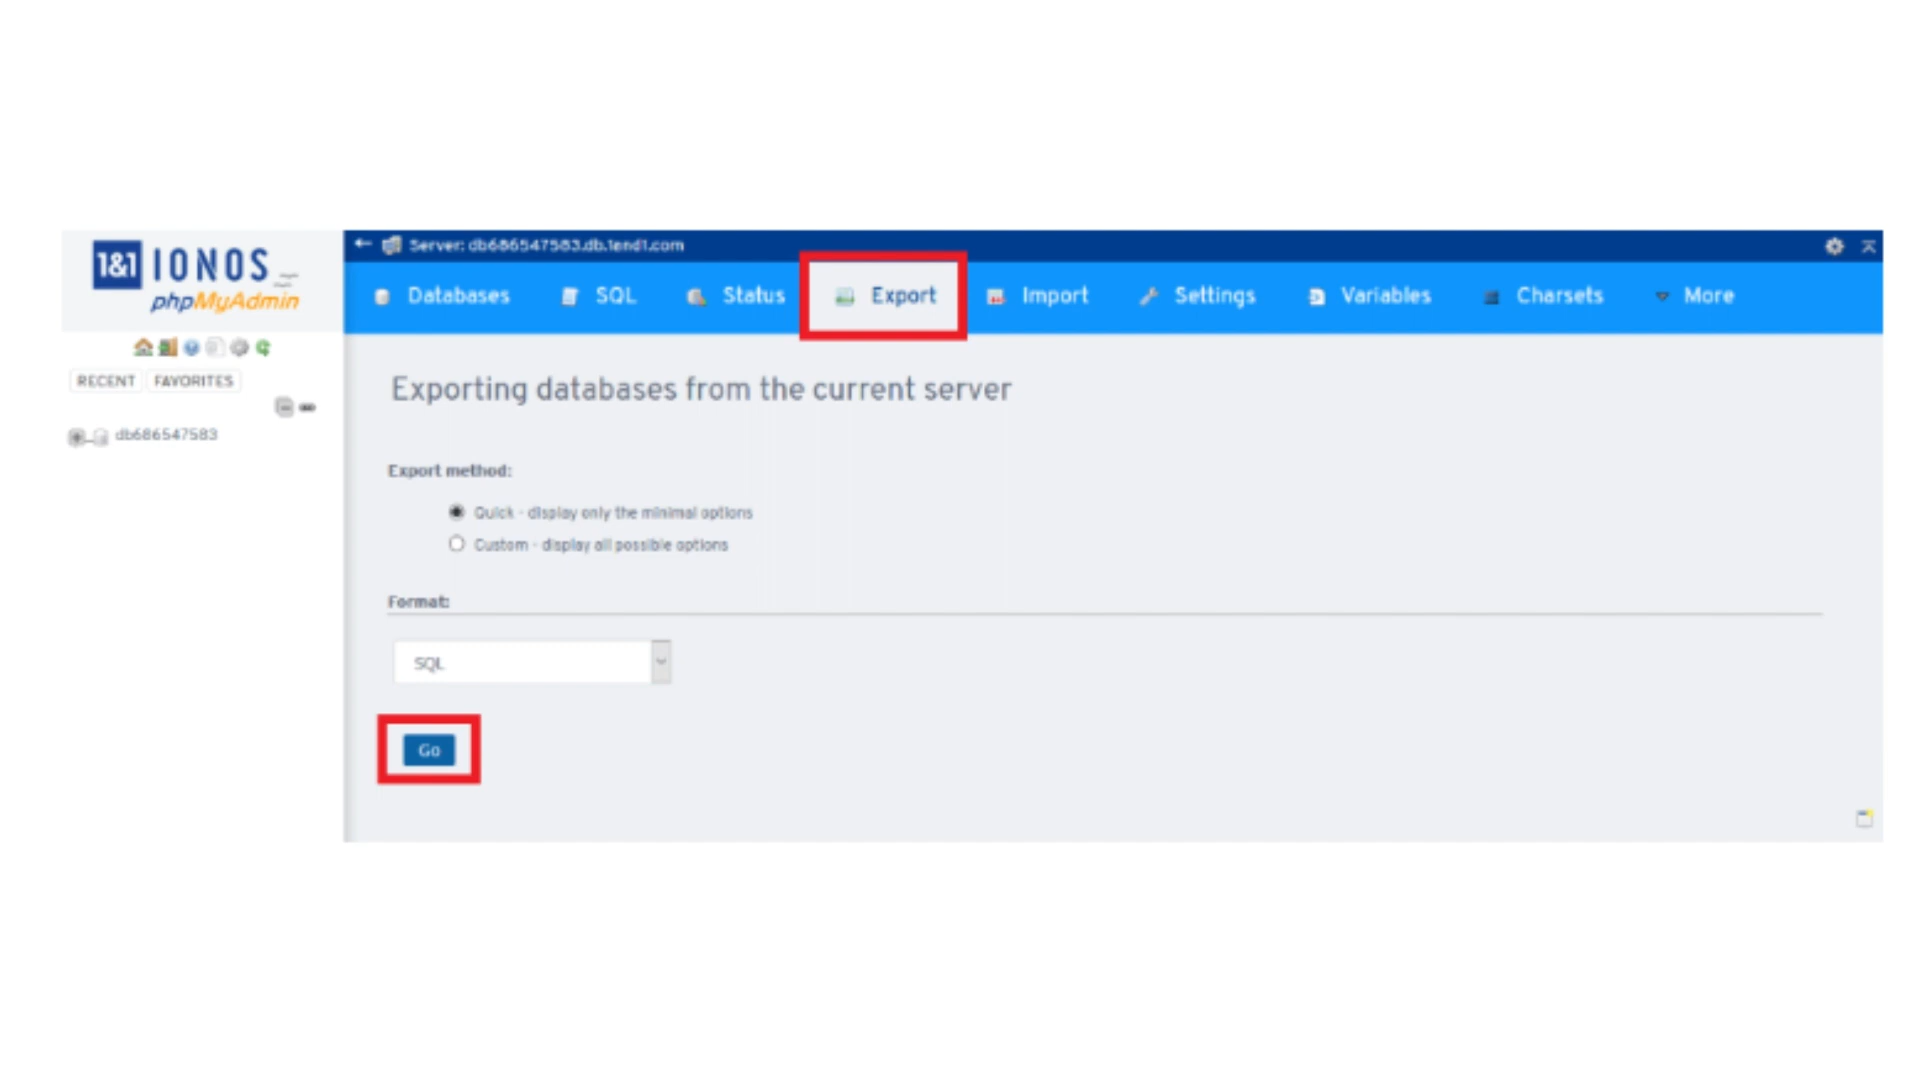 1&1 IONOS
phpMyAdmin
RECENT FAVORITES
db686547583
Server: db686547583.db.1and1.com
Databases SQL Status Export Import Settings Variables Charsets More
Exporting databases from the current server
Export method:
Quick - display only the minimal options
Custom - display all possible options
Format:
SQL
Go